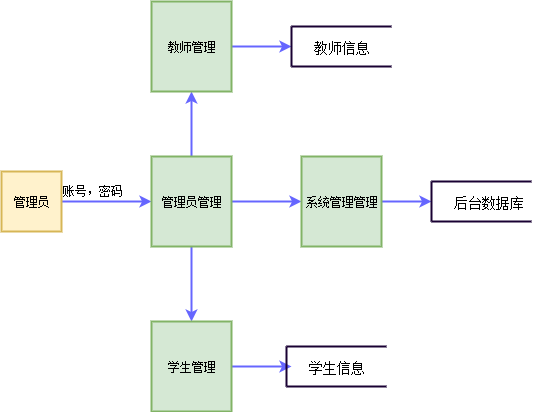 教师管理
教师信息
管理员
账号，密码
管理员管理
系统管理管理
后台数据库
学生管理
学生信息